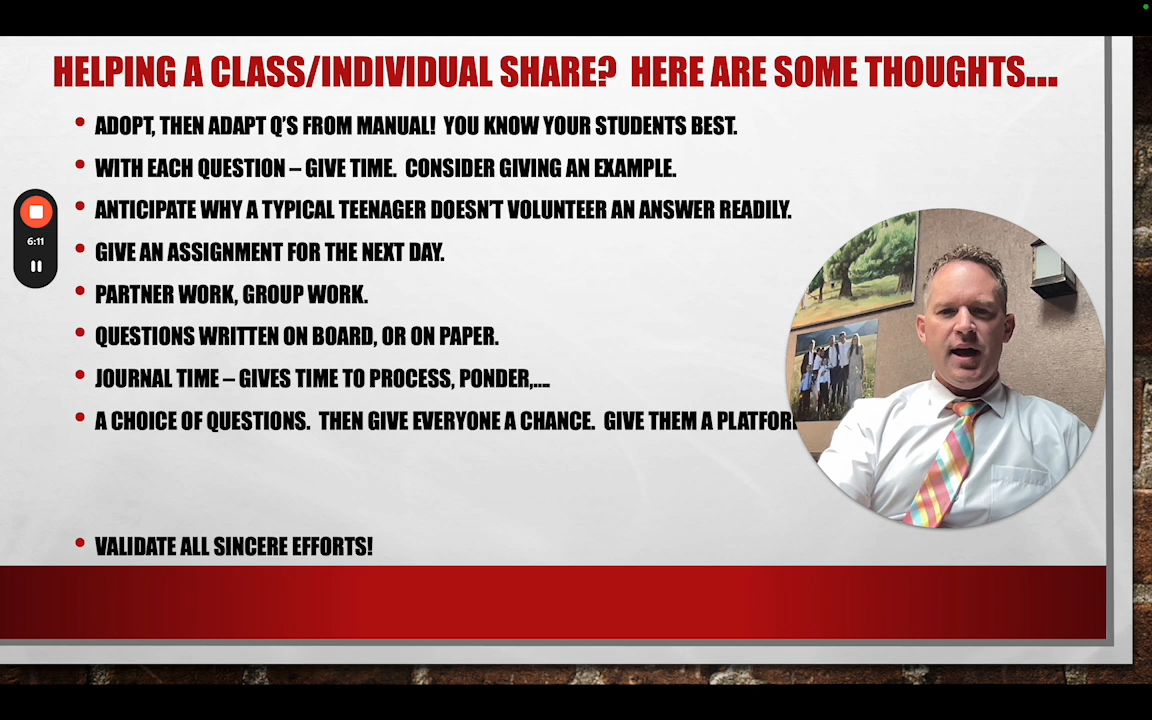 HELPING A CLASS/INDIVIDUAL SHARE? HERE ARE SOME THOUGHTS...
• ADOPT, THEN ADAPT Q'S FROM MANUAL! YOU KNOW YOUR STUDENTS BEST.
• WITH EACH QUESTION – GIVE TIME. CONSIDER GIVING AN EXAMPLE.
• ANTICIPATE WHY A TYPICAL TEENAGER DOESN'T VOLUNTEER AN ANSWER READILY.
6:11
• GIVE AN ASSIGNMENT FOR THE NEXT DAY.
• PARTNER WORK, GROUP WORK.
• QUESTIONS WRITTEN ON BOARD, OR ON PAPER.
• JOURNAL TIME – GIVES TIME TO PROCESS, PONDER,....
• A CHOICE OF QUESTIONS. THEN GIVE EVERYONE A CHANCE. GIVE THEM A
• VALIDATE ALL SINCERE EFFORTS!